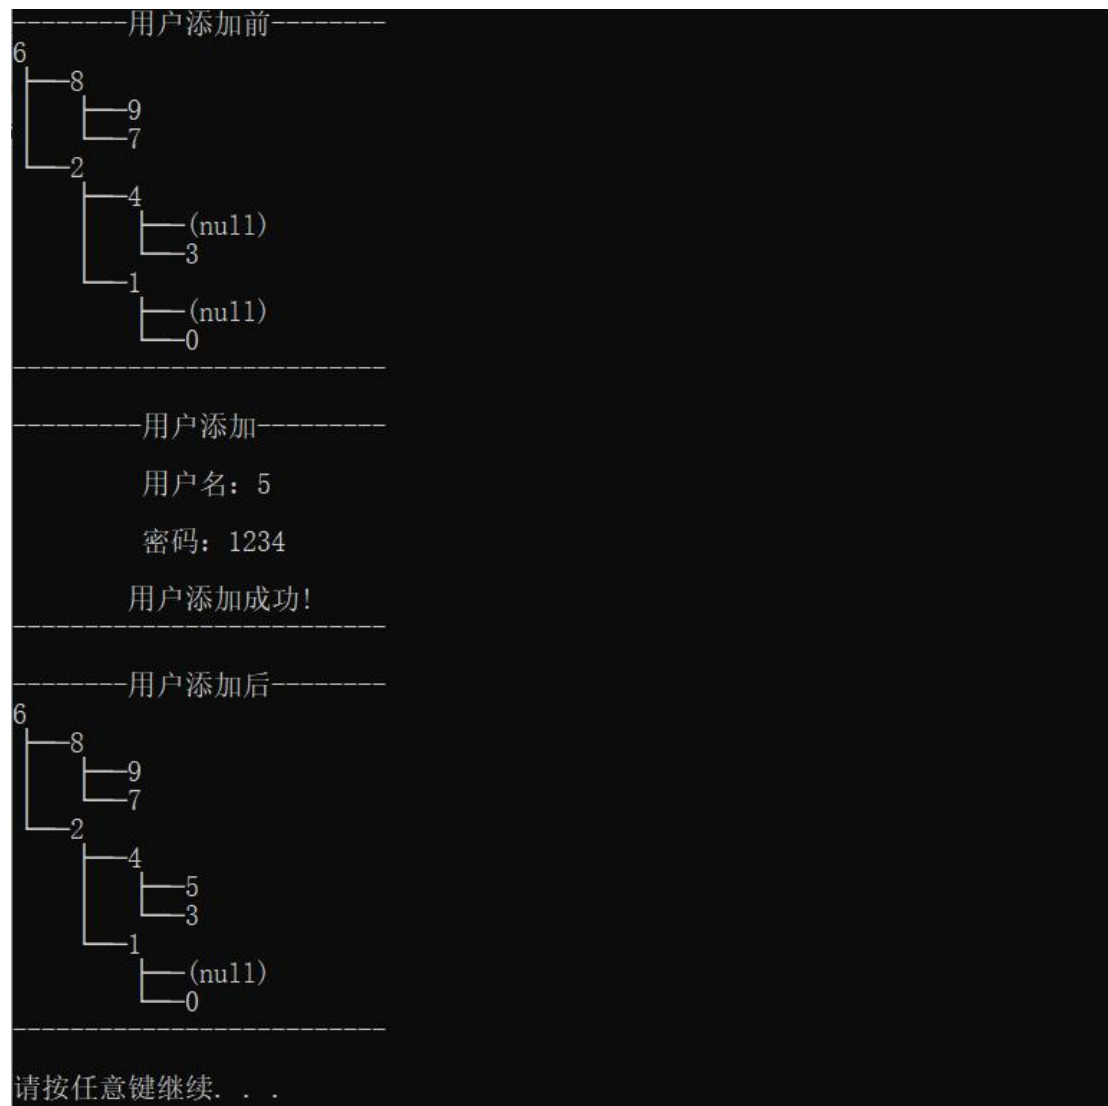 --------用户添加前--------
6
├──8
│   ├──9
│   └──7
└──2
    ├──4
    │   ├──(null)
    │   └──3
    └──1
        ├──(null)
        └──0
--------------------------
---------用户添加---------
用户名：5
密码：1234
用户添加成功!
--------------------------
--------用户添加后--------
6
├──8
│   ├──9
│   └──7
└──2
    ├──4
    │   ├──5
    │   └──3
    └──1
        ├──(null)
        └──0
--------------------------
请按任意键继续. . .